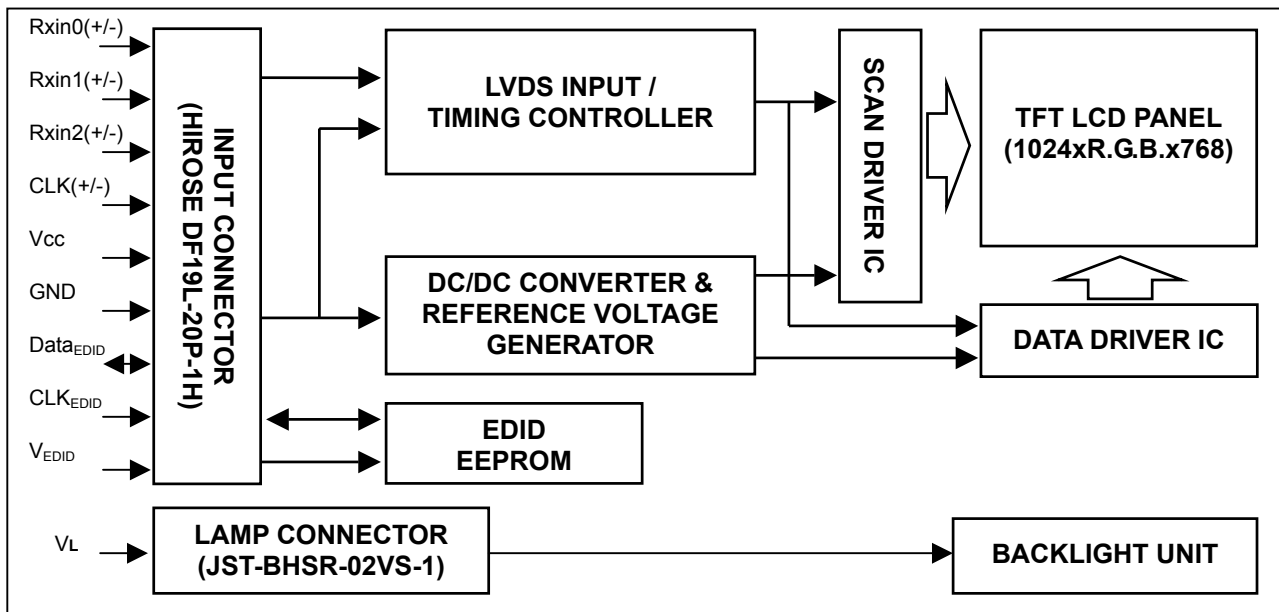 Rxin0(+/-)
Rxin1(+/-)
Rxin2(+/-)
CLK(+/-)
Vcc
GND
DataEDID
CLKEDID
VEDID
VL
INPUT CONNECTOR
(HIROSE DF19L-20P-1H)
LVDS INPUT /
TIMING CONTROLLER
DC/DC CONVERTER &
REFERENCE VOLTAGE
GENERATOR
EDID
EEPROM
SCAN DRIVER IC
TFT LCD PANEL
(1024xR.G.B.x768)
DATA DRIVER IC
LAMP CONNECTOR
(JST-BHSR-02VS-1)
BACKLIGHT UNIT